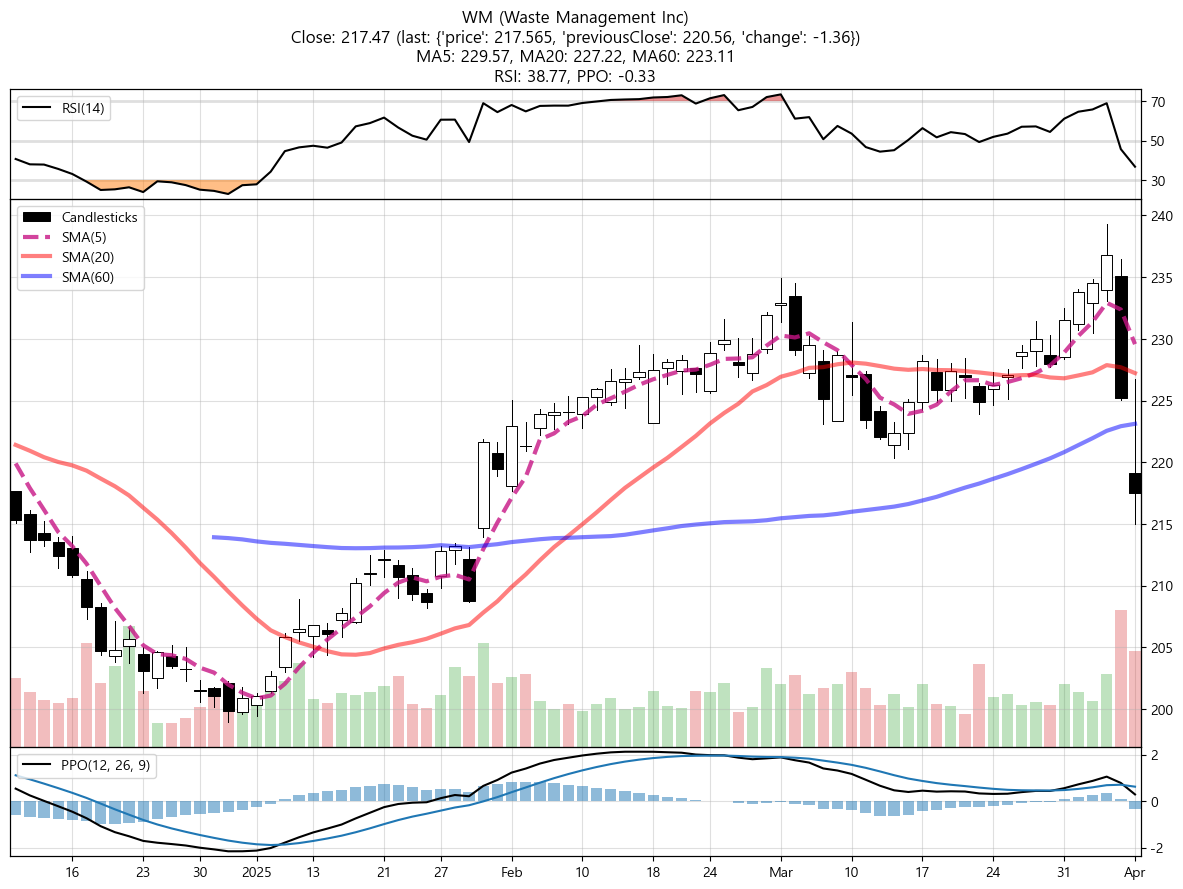 WM (Waste Management Inc)
Close: 217.47 (last: {'price': 217.565, 'previousClose': 220.56, 'change': -1.36})
MA5: 229.57, MA20: 227.22, MA60: 223.11
RSI: 38.77, PPO: -0.33
RSI(14)
70
50
30
Candlesticks
SMA(5)
SMA(20)
SMA(60)
240
235
230
225
220
215
210
205
200
PPO(12, 26, 9)
2
0
-2
16 23 30 2025 13 21 27 Feb 10 18 24 Mar 10 17 24 31 Apr